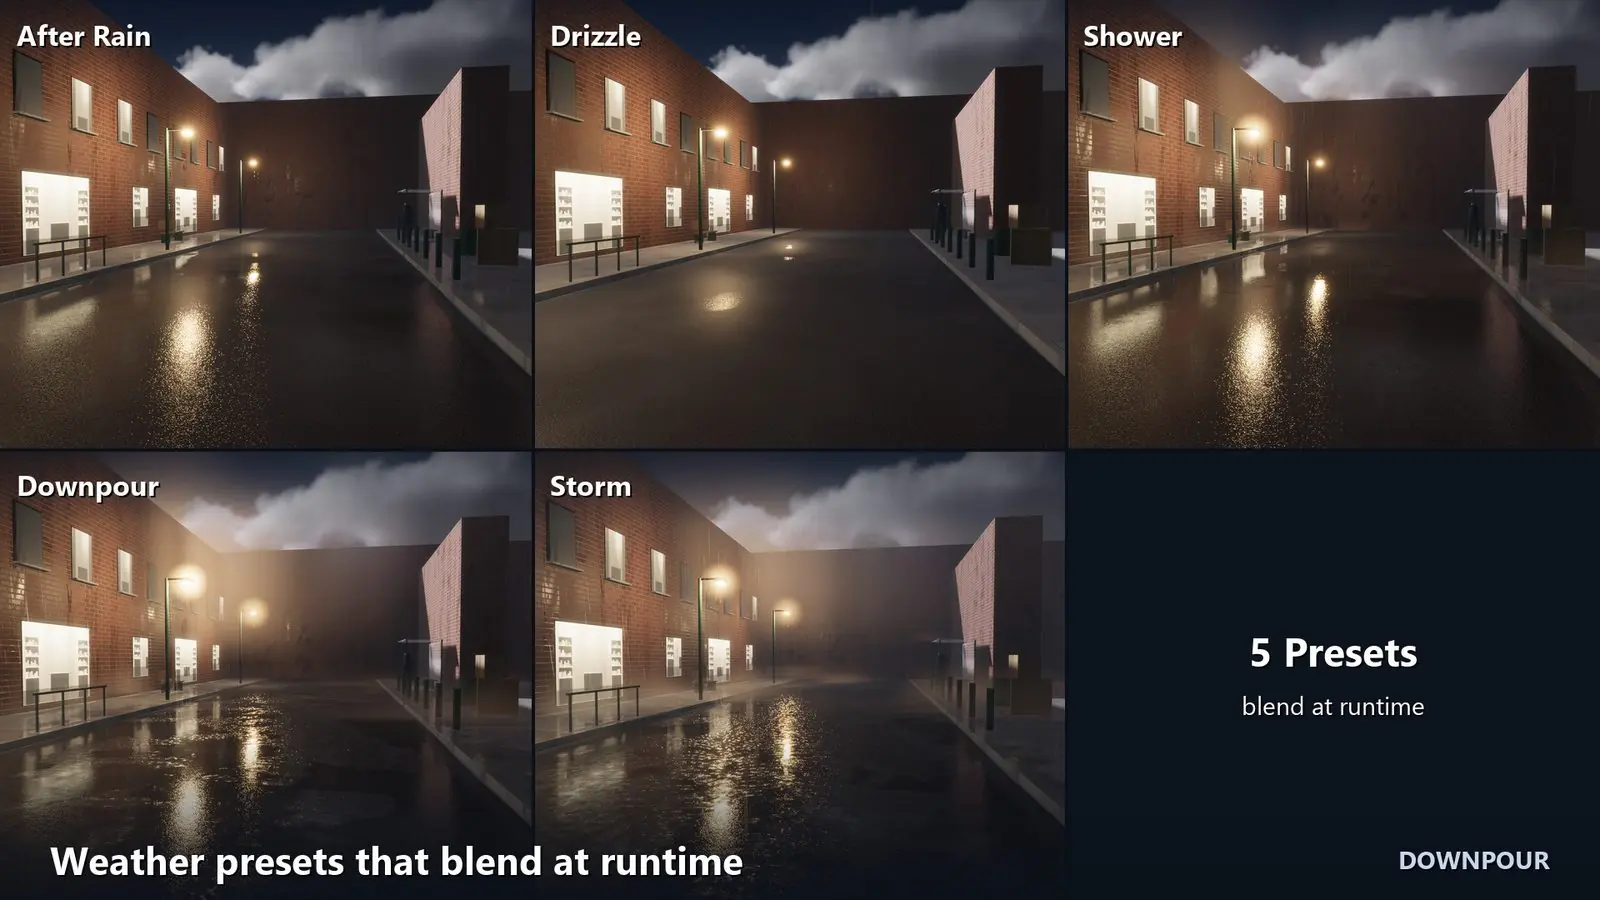 After Rain
Drizzle
Shower
Downpour
Storm
5 Presets
blend at runtime
Weather presets that blend at runtime
DOWNPOUR